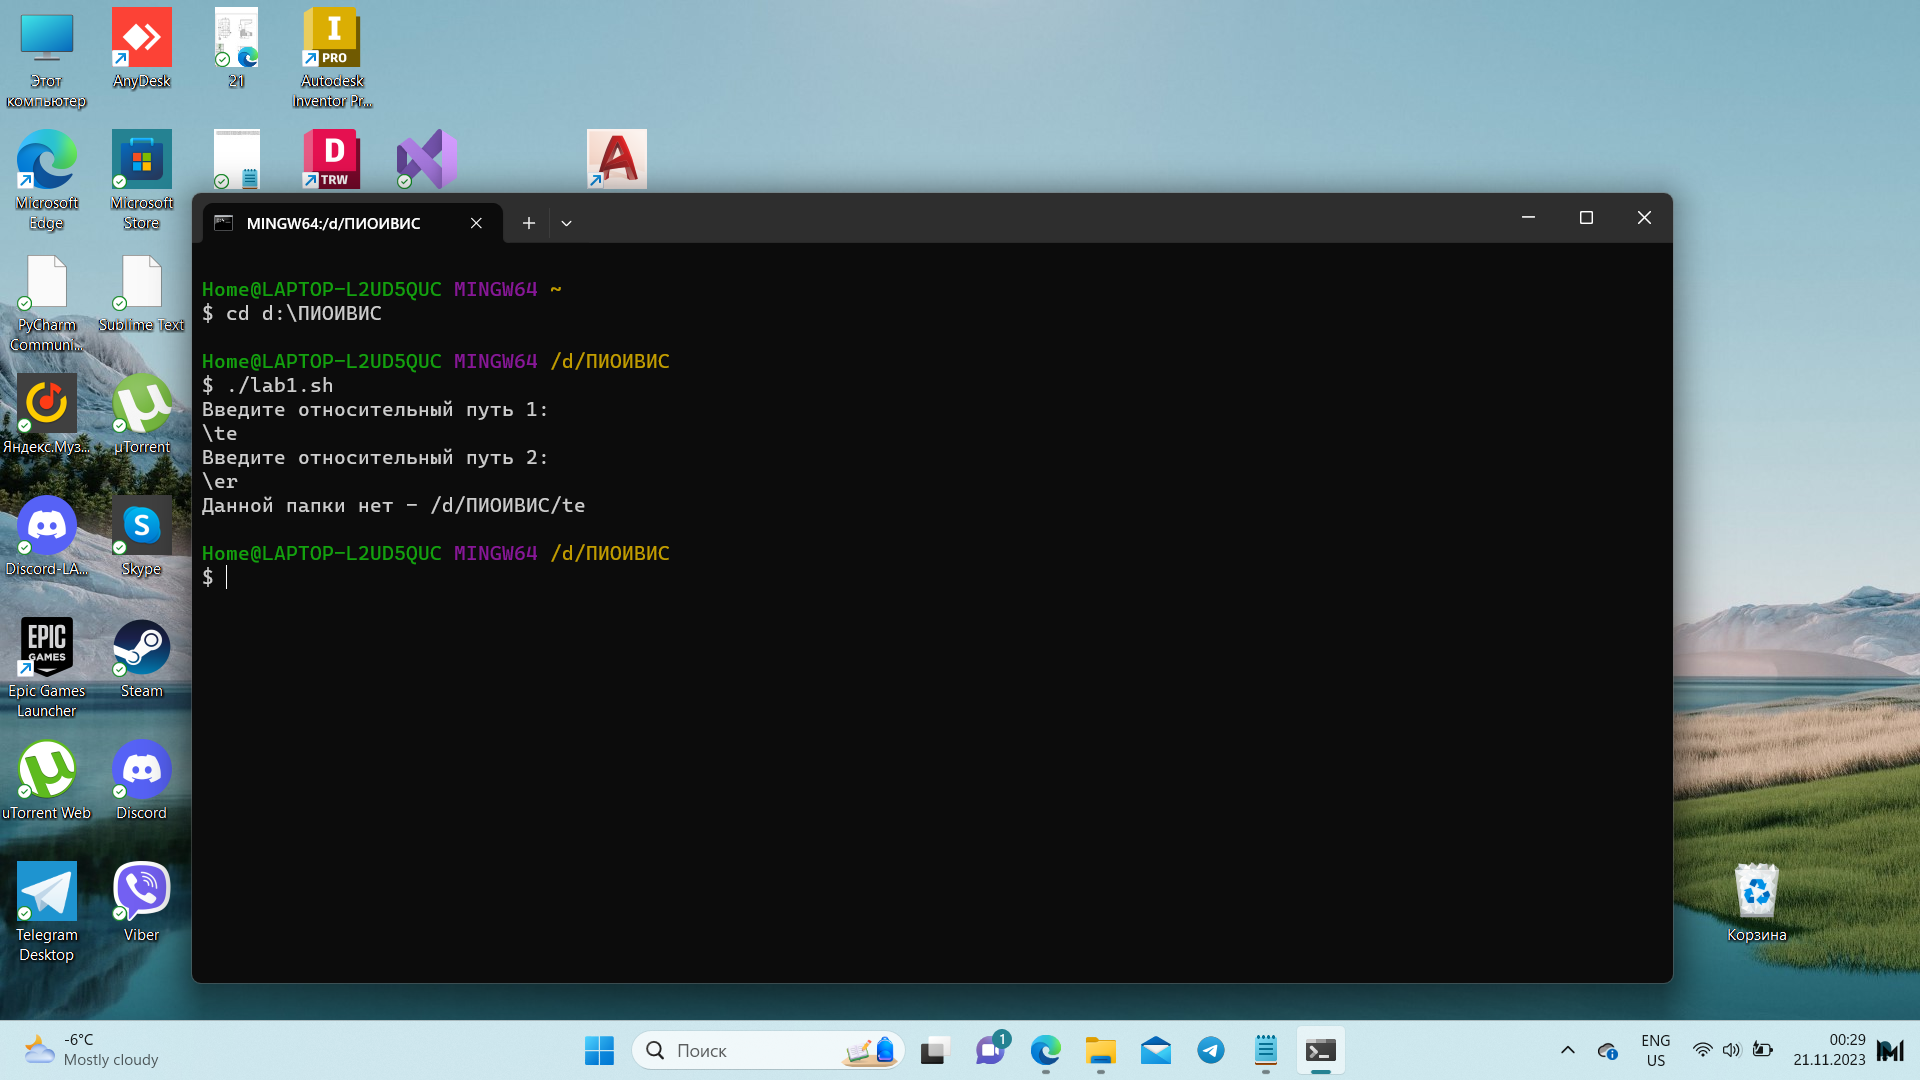 Этот
компьютер
AnyDesk
21
I
PRO
Autodesk
Inventor Pr...
Microsoft
Edge
Microsoft
Store
D
TRW
A
PyCharm
Communi...
Sublime Text
Яндекс.Муз...
µTorrent
Discord-LA...
Skype
EPIC
GAMES
Epic Games
Launcher
Steam
uTorrent Web
Discord
Telegram
Desktop
Viber
Корзина
MINGW64:/d/ПИОИВИС
Home@LAPTOP-L2UD5QUC MINGW64 ~
$ cd d:\ПИОИВИС
Home@LAPTOP-L2UD5QUC MINGW64 /d/ПИОИВИС
$ ./lab1.sh
Введите относительный путь 1:
\te
Введите относительный путь 2:
\er
Данной папки нет - /d/ПИОИВИС/te
Home@LAPTOP-L2UD5QUC MINGW64 /d/ПИОИВИС
$
-6°C
Mostly cloudy
Поиск
1
ENG
US
00:29
21.11.2023